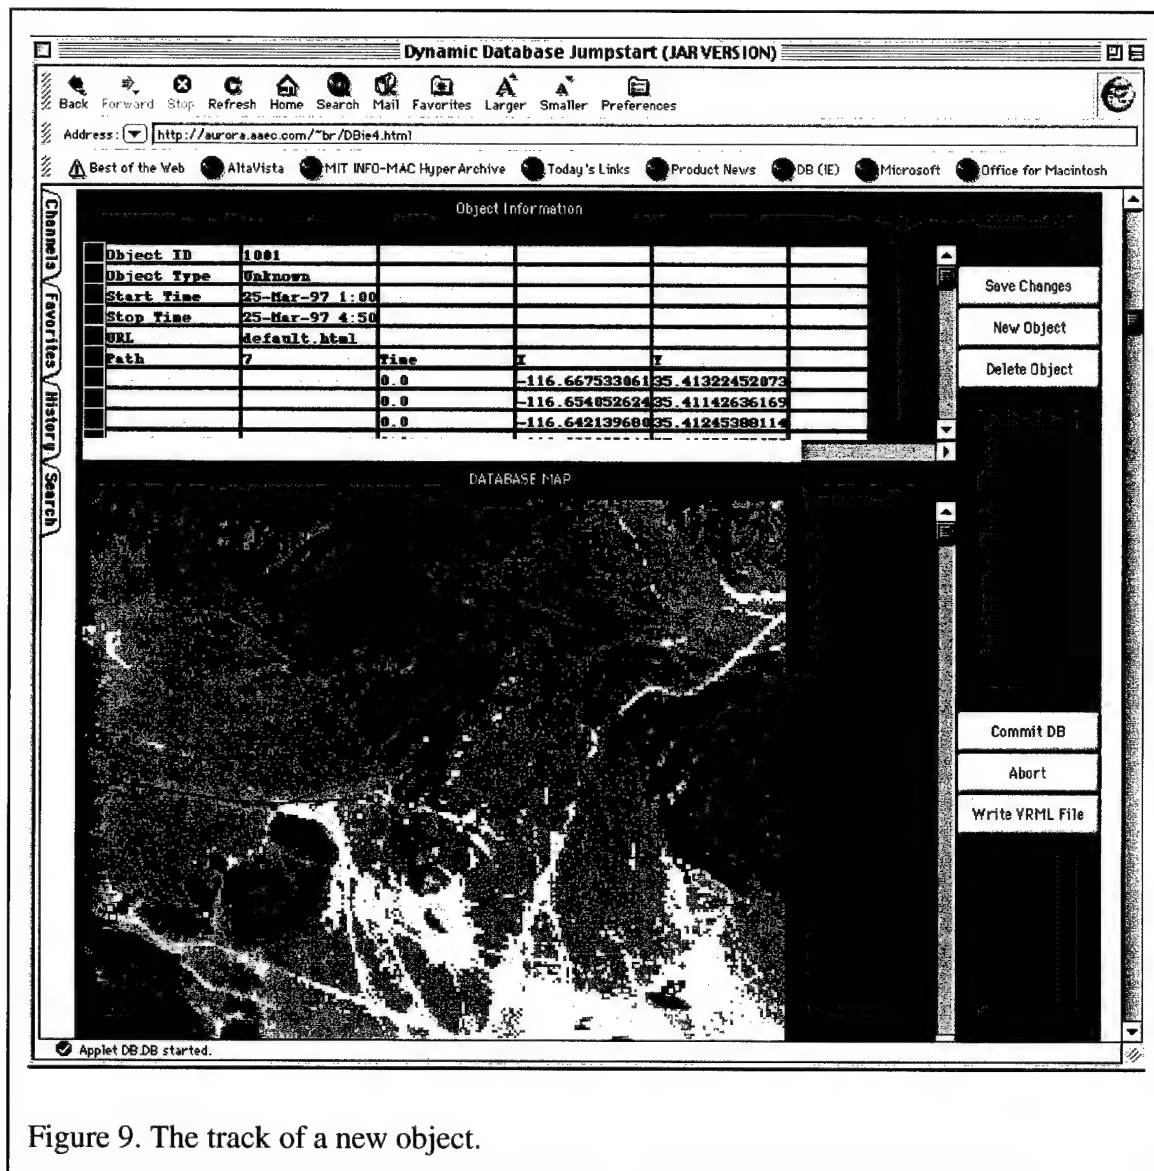 Dynamic Database Jumpstart (JAR VERSION)
Back Forward Stop Refresh Home Search Mail Favorites Larger Smaller Preferences
Address: http://aurora.aaec.com/~br/DBie4.html
Best of the Web AltaVista MIT INFO-MAC HyperArchive Today's Links Product News DB (IE) Microsoft Office for Macintosh
Channels
Favorites
History
Search
Object Information
Object ID 1001
Object Type Unknown
Start Time 25-Mar-97 1:00
Stop Time 25-Mar-97 4:50
URL default.html
Path 7 Time X Y
0.0 -116.667533061 35.41322452073
0.0 -116.654052624 35.41142636169
0.0 -116.642139680 35.41245388114
Save Changes
New Object
Delete Object
DATABASE MAP
Commit DB
Abort
Write VRML File
Applet DB.DB started.
Figure 9. The track of a new object.